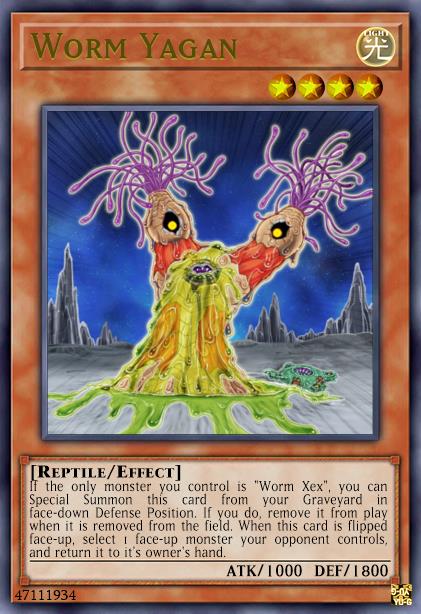 WORM YAGAN
LIGHT
光
[REPTILE/EFFECT]
If the only monster you control is "Worm Xex", you can
Special Summon this card from your Graveyard in
face-down Defense Position. If you do, remove it from play
when it is removed from the field. When this card is flipped
face-up, select 1 face-up monster your opponent controls,
and return it to it's owner's hand.
ATK/1000 DEF/1800
47111934